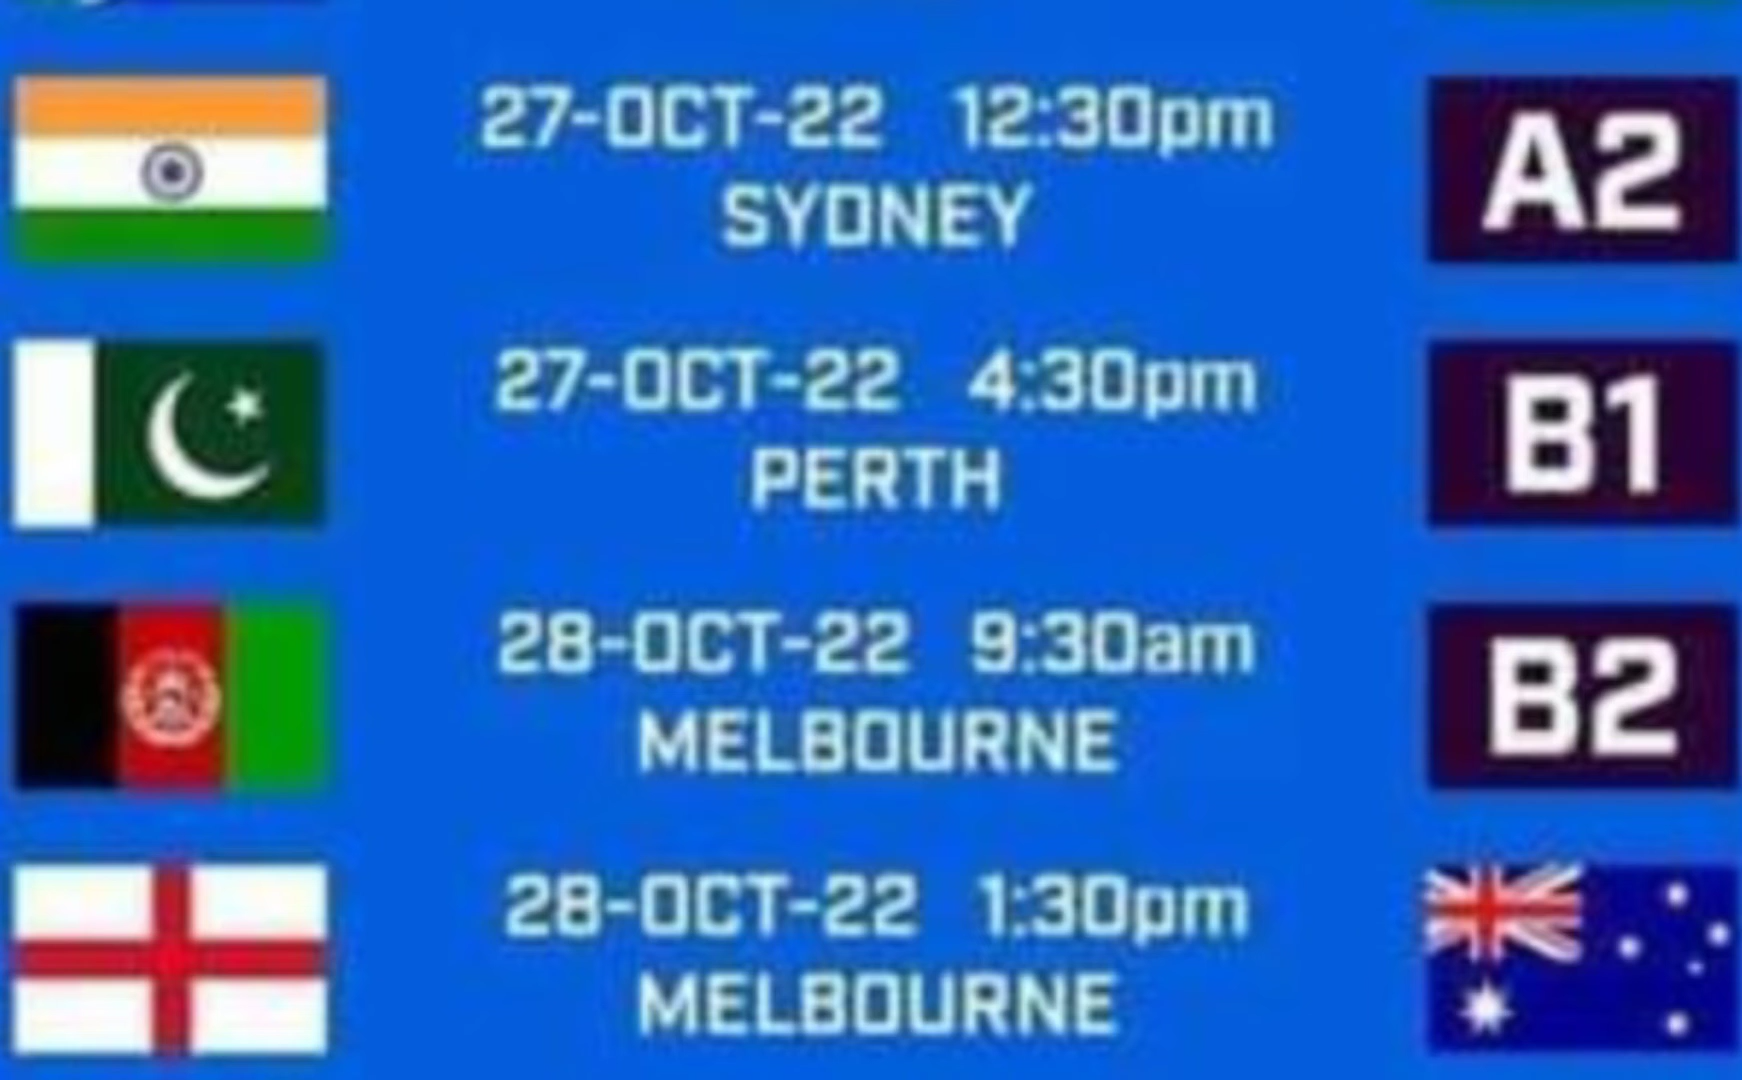 27-OCT-22 12:30pm A2
SYDNEY
27-OCT-22 4:30pm B1
PERTH
28-OCT-22 9:30am B2
MELBOURNE
28-OCT-22 1:30pm
MELBOURNE